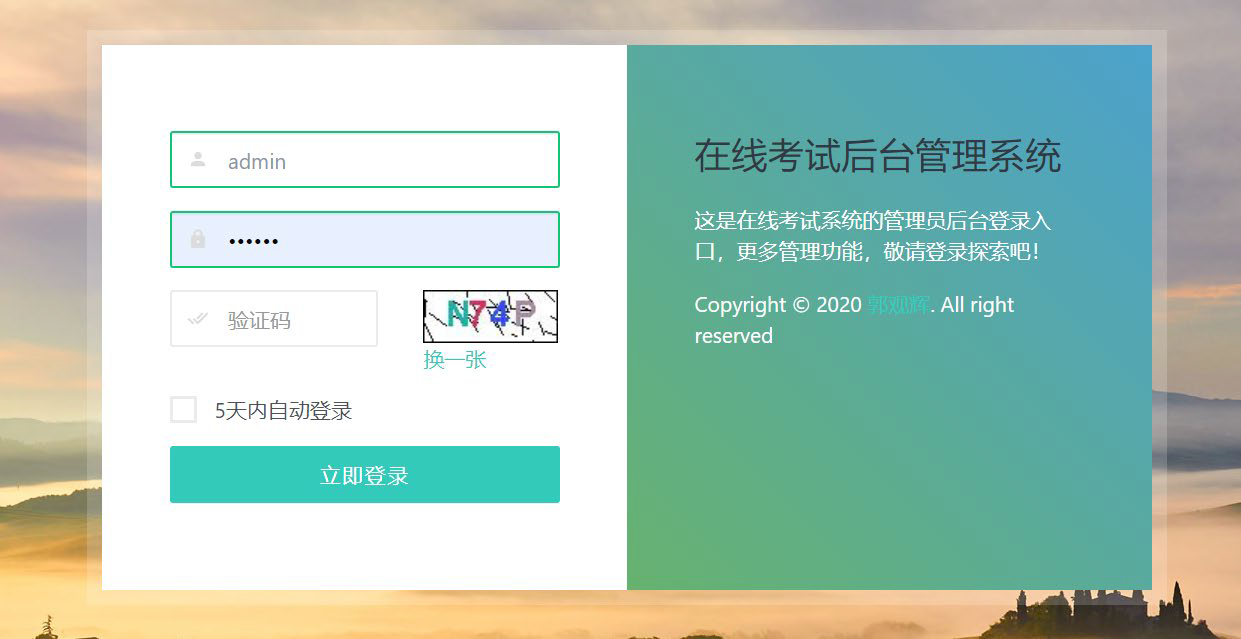 admin
••••••
验证码
N74P
换一张
5天内自动登录
立即登录
在线考试后台管理系统
这是在线考试系统的管理员后台登录入
口，更多管理功能，敬请登录探索吧！
Copyright © 2020 郭观辉. All right
reserved